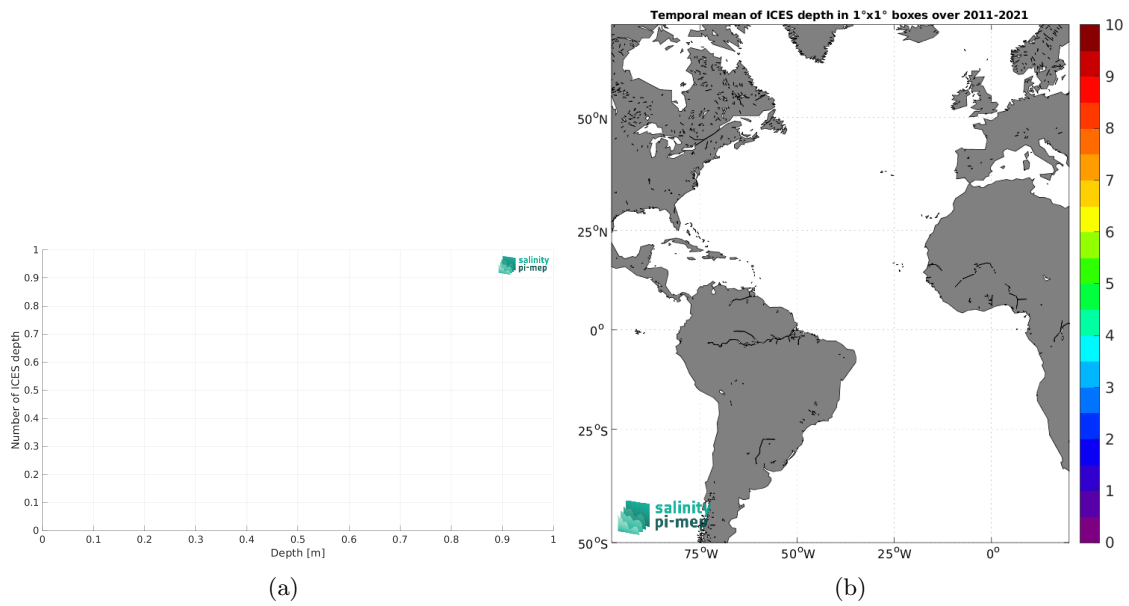 Temporal mean of ICES depth in 1°x1° boxes over 2011-2021
1
0.9
0.8
0.7
0.6
0.5
0.4
0.3
0.2
0.1
0
Number of ICES depth
0 0.1 0.2 0.3 0.4 0.5 0.6 0.7 0.8 0.9 1
Depth [m]
salinity
pi-mep
50°N
25°N
0°
25°S
50°S
75°W 50°W 25°W 0°
salinity
pi-mep
10
9
8
7
6
5
4
3
2
1
0
(a) (b)